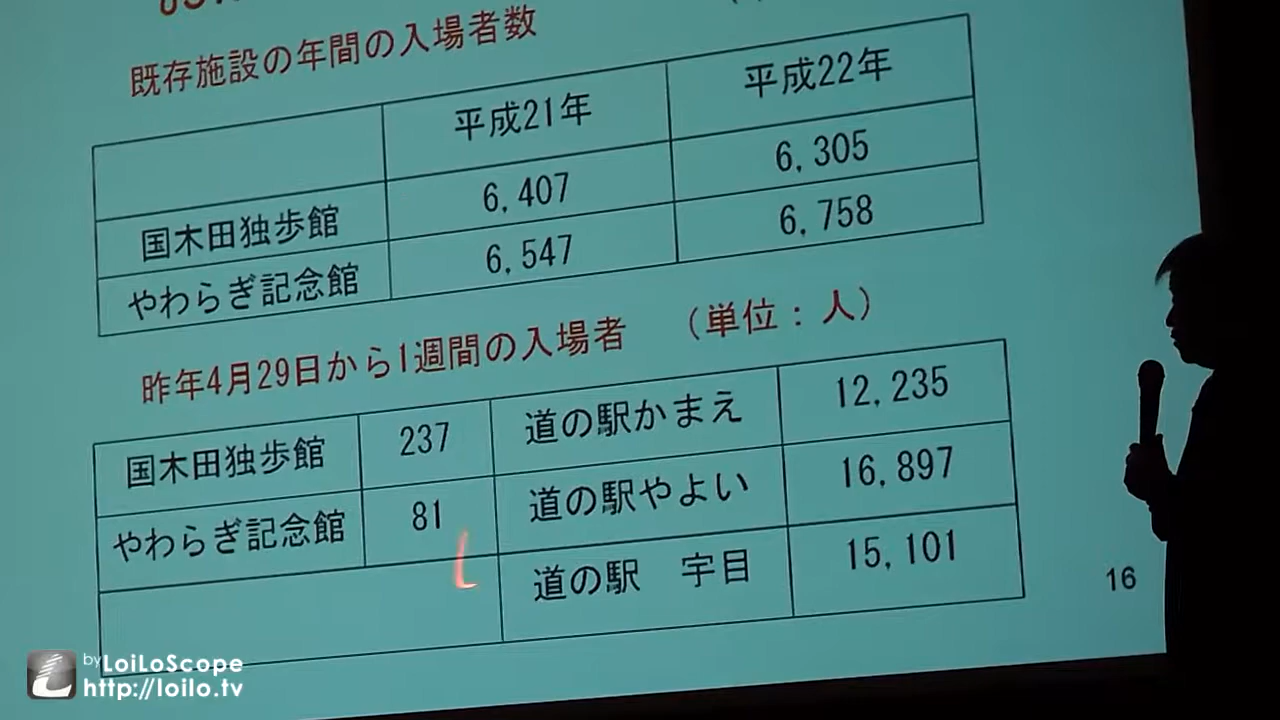 既存施設の年間の入場者数
平成21年 平成22年
国木田独歩館 6,407 6,305
やわらぎ記念館 6,547 6,758
昨年4月29日から1週間の入場者 (単位:人)
国木田独歩館 237 道の駅かまえ 12,235
やわらぎ記念館 81 道の駅やよい 16,897
道の駅 宇目 15,101
16
by LoiLoScope
http://loilo.tv